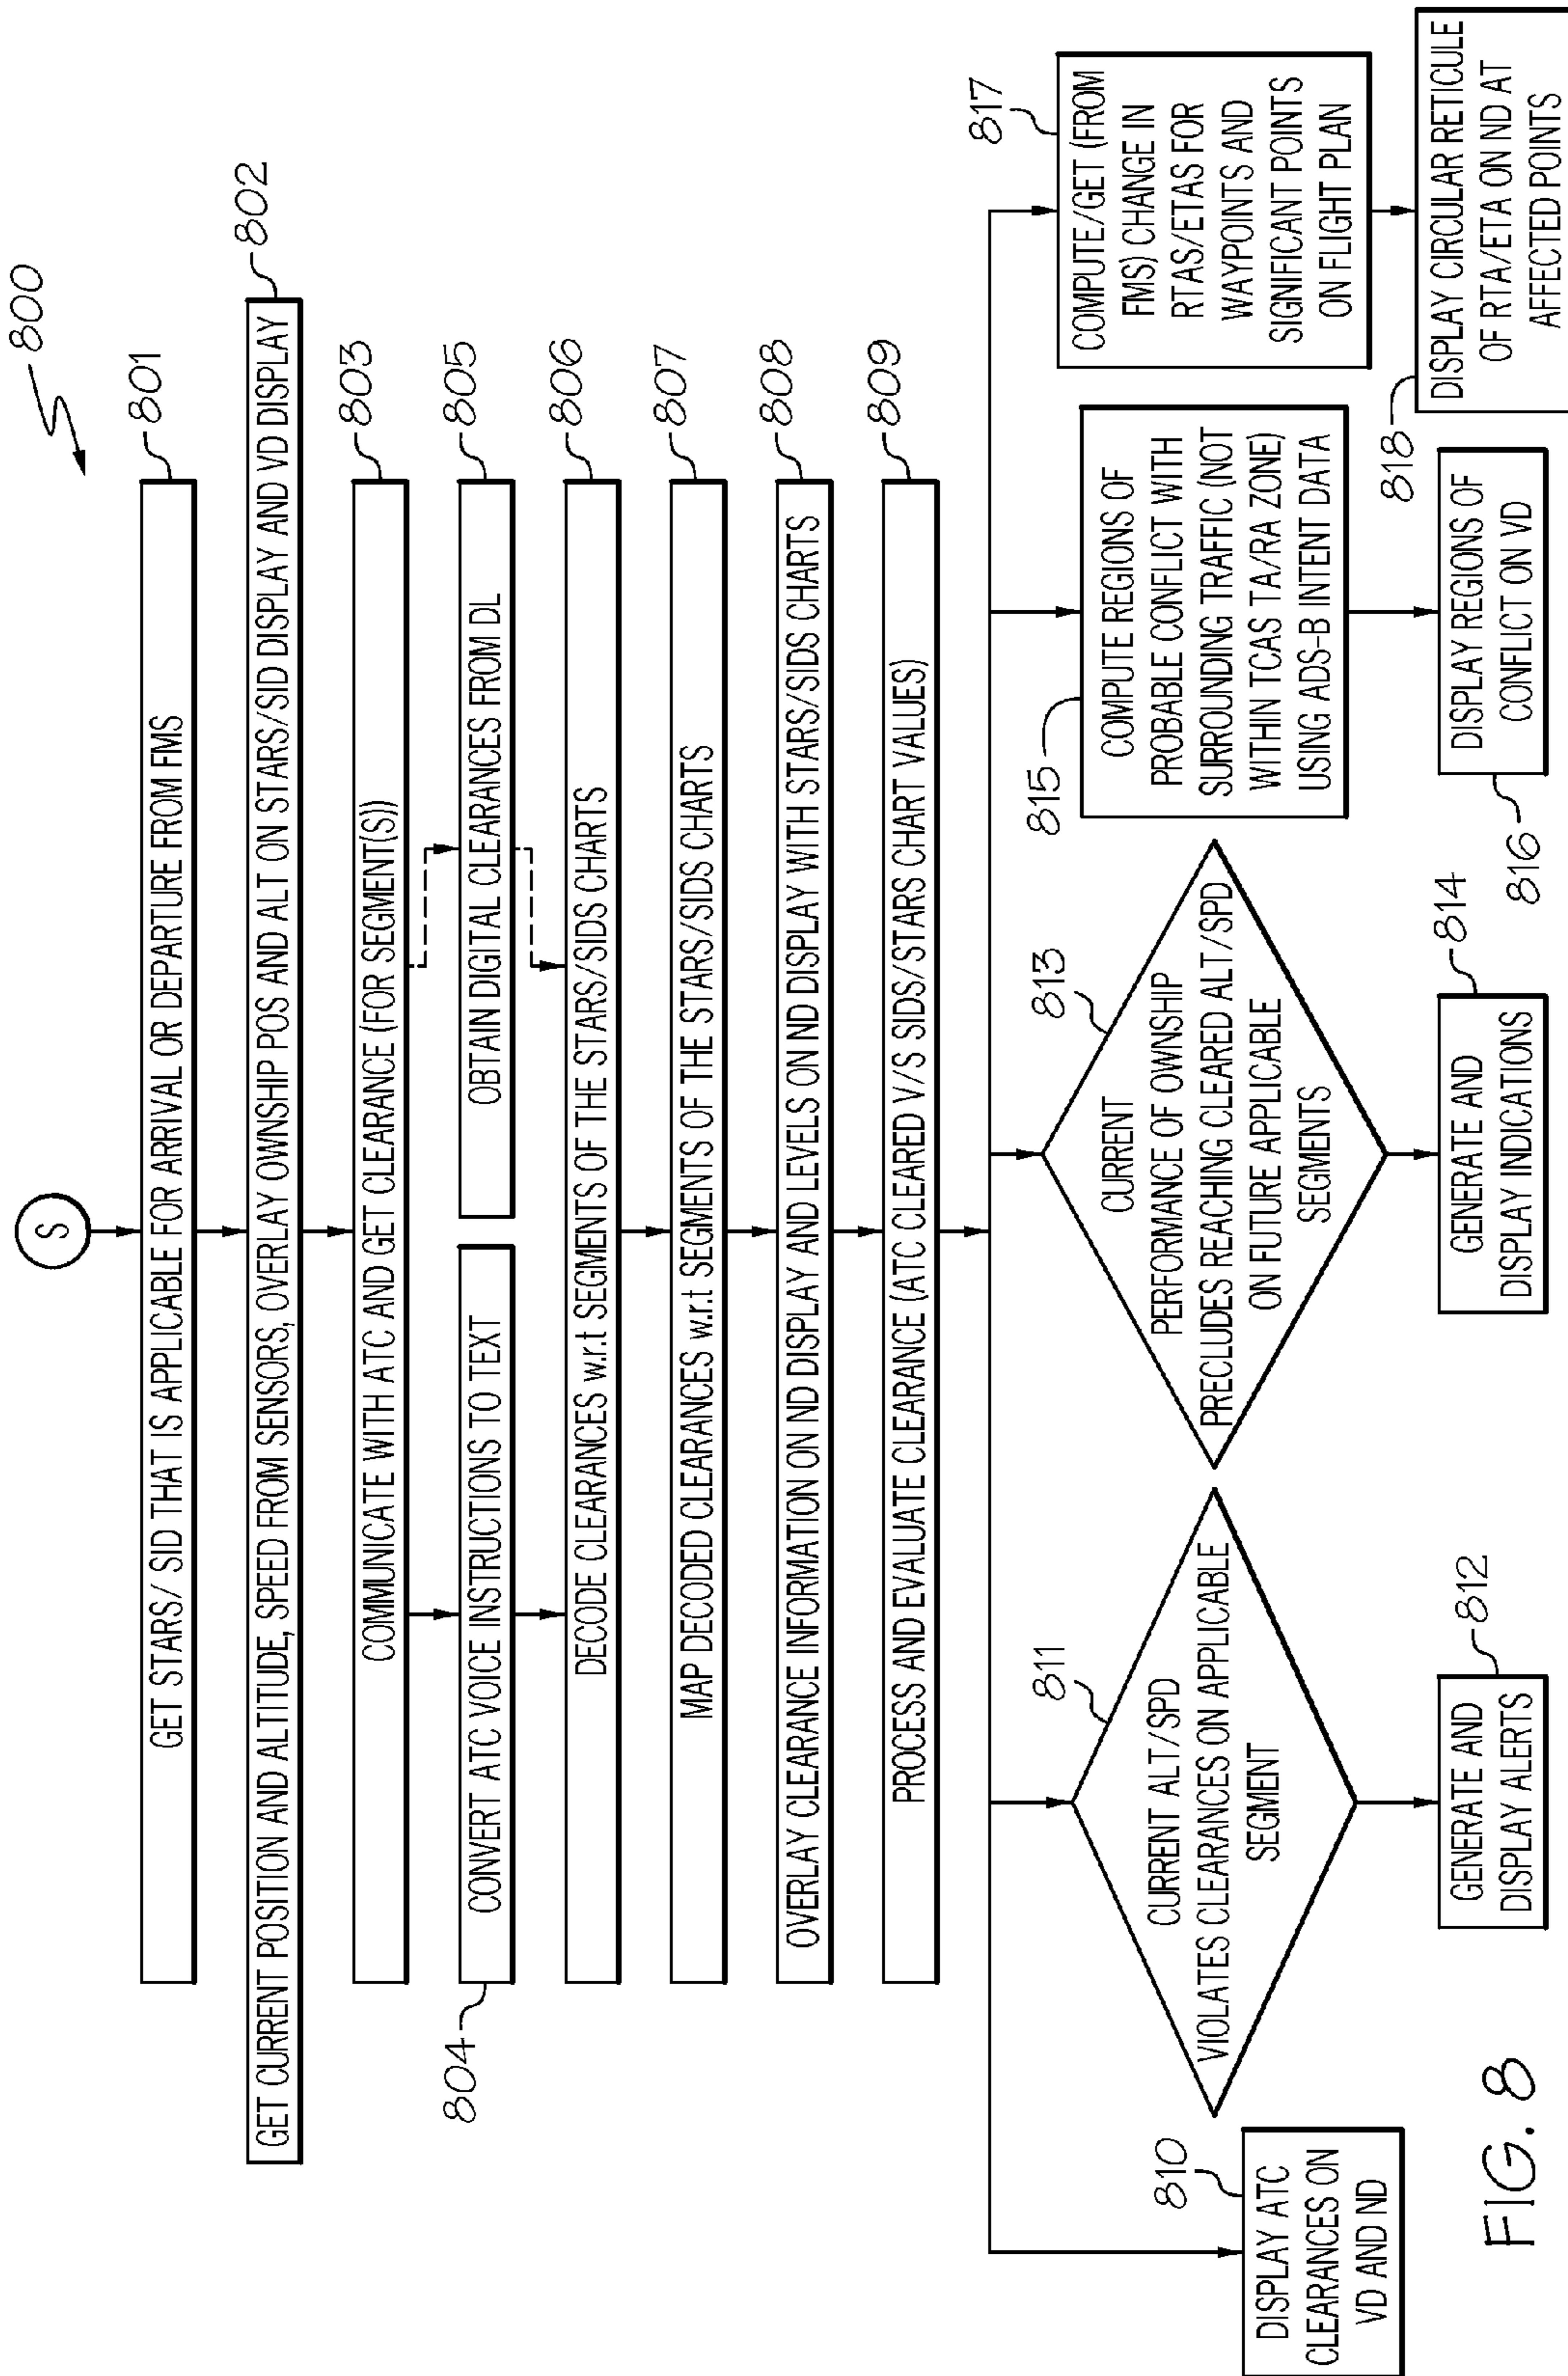 800
S
GET STARS/ SID THAT IS APPLICABLE FOR ARRIVAL OR DEPARTURE FROM FMS
801
GET CURRENT POSITION AND ALTITUDE, SPEED FROM SENSORS, OVERLAY OWNSHIP POS AND ALT ON STARS/SID DISPLAY AND VD DISPLAY
802
COMMUNICATE WITH ATC AND GET CLEARANCE (FOR SEGMENT(S))
803
804
CONVERT ATC VOICE INSTRUCTIONS TO TEXT
OBTAIN DIGITAL CLEARANCES FROM DL
805
DECODE CLEARANCES w.r.t SEGMENTS OF THE STARS/SIDS CHARTS
806
MAP DECODED CLEARANCES w.r.t SEGMENTS OF THE STARS/SIDS CHARTS
807
OVERLAY CLEARANCE INFORMATION ON ND DISPLAY AND LEVELS ON ND DISPLAY WITH STARS/SIDS CHARTS
808
PROCESS AND EVALUATE CLEARANCE (ATC CLEARED V/S SIDS/STARS CHART VALUES)
809
810
DISPLAY ATC
CLEARANCES ON
VD AND ND
811
CURRENT ALT/SPD
VIOLATES CLEARANCES ON APPLICABLE
SEGMENT
812
GENERATE AND
DISPLAY ALERTS
813
CURRENT
PERFORMANCE OF OWNSHIP
PRECLUDES REACHING CLEARED ALT/SPD
ON FUTURE APPLICABLE
SEGMENTS
814
GENERATE AND
DISPLAY INDICATIONS
815
COMPUTE REGIONS OF
PROBABLE CONFLICT WITH
SURROUNDING TRAFFIC (NOT
WITHIN TCAS TA/RA ZONE)
USING ADS-B INTENT DATA
816
DISPLAY REGIONS OF
CONFLICT ON VD
817
COMPUTE/GET (FROM
FMS) CHANGE IN
RTAS/ETAS FOR
WAYPOINTS AND
SIGNIFICANT POINTS
ON FLIGHT PLAN
818
DISPLAY CIRCULAR RETICULE
OF RTA/ETA ON ND AT
AFFECTED POINTS
FIG. 8